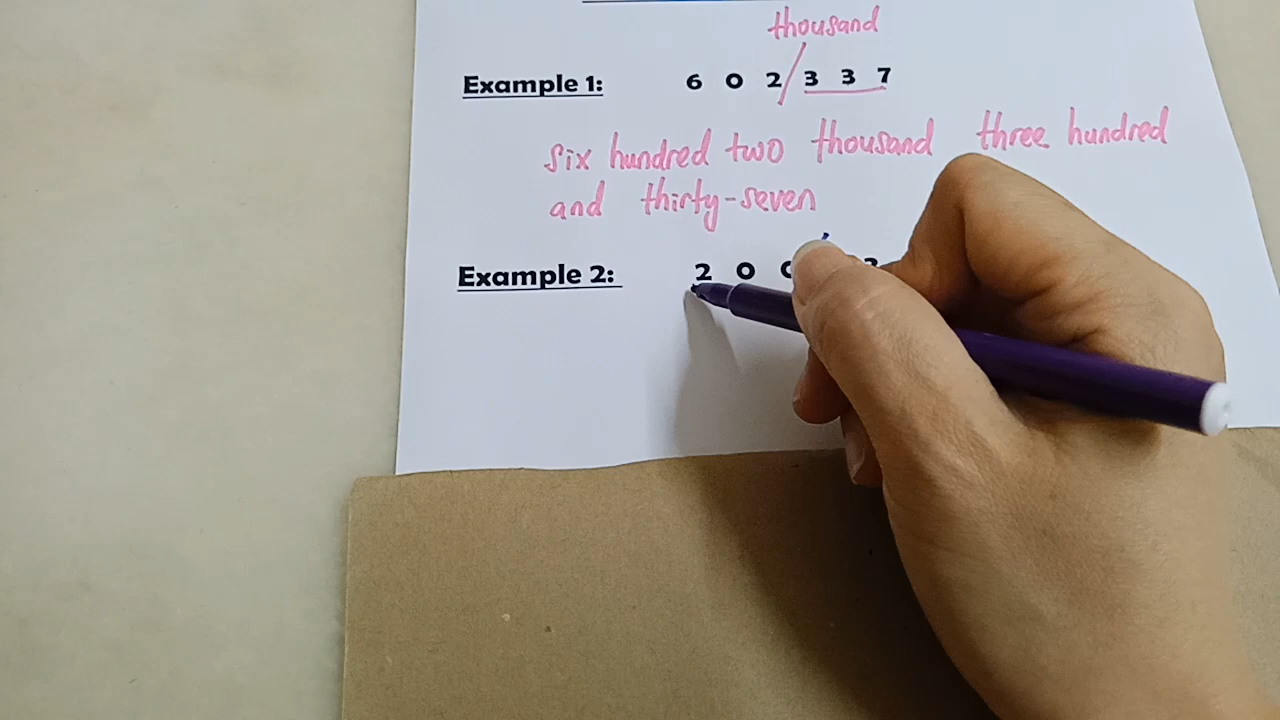 thousand
Example 1: 6 0 2/3 3 7
six hundred two thousand three hundred
and thirty-seven
Example 2: 2 0